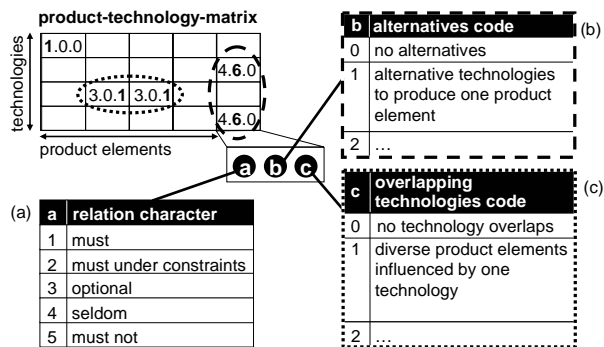 product-technology-matrix
technologies
1.0.0
4.6.0
3.0.1 3.0.1
4.6.0
product elements
a b c
b alternatives code
(b)
0 no alternatives
1 alternative technologies
to produce one product
element
2 ...
(a)
a relation character
1 must
2 must under constraints
3 optional
4 seldom
5 must not
c overlapping
technologies code
(c)
0 no technology overlaps
1 diverse product elements
influenced by one
technology
2 ...